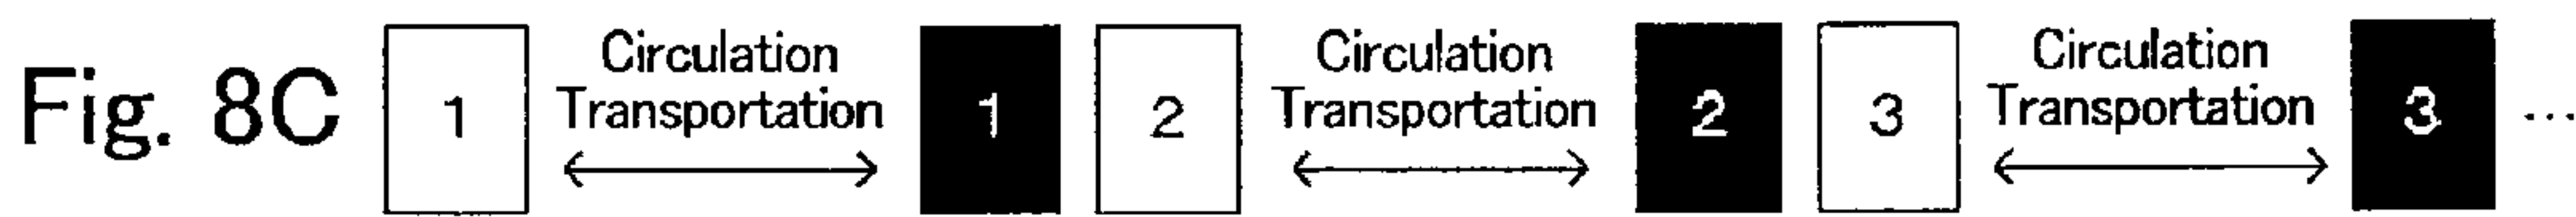 Fig. 8C
1
Circulation
Transportation
1
2
Circulation
Transportation
2
3
Circulation
Transportation
3
...